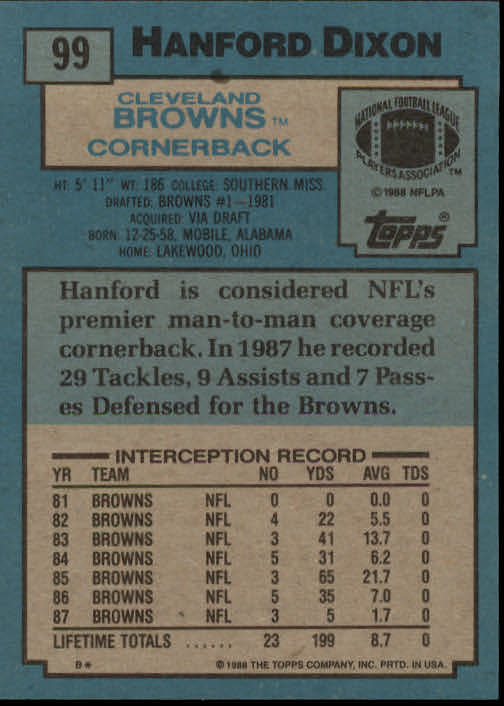 99
HANFORD DIXON
CLEVELAND
BROWNS TM
CORNERBACK
NATIONAL FOOTBALL LEAGUE
PLAYERS ASSOCIATION TM
© 1988 NFLPA
Topps®
HT: 5' 11" WT: 186 COLLEGE: SOUTHERN MISS.
DRAFTED: BROWNS #1-1981
ACQUIRED: VIA DRAFT
BORN: 12-25-58, MOBILE, ALABAMA
HOME: LAKEWOOD, OHIO
Hanford is considered NFL's
premier man-to-man coverage
cornerback. In 1987 he recorded
29 Tackles, 9 Assists and 7 Pass-
es Defensed for the Browns.
INTERCEPTION RECORD
YR TEAM NO YDS AVG TDS
81 BROWNS NFL 0 0 0.0 0
82 BROWNS NFL 4 22 5.5 0
83 BROWNS NFL 3 41 13.7 0
84 BROWNS NFL 5 31 6.2 0
85 BROWNS NFL 3 65 21.7 0
86 BROWNS NFL 5 35 7.0 0
87 BROWNS NFL 3 5 1.7 0
LIFETIME TOTALS ...... 23 199 8.7 0
B* © 1988 THE TOPPS COMPANY, INC. PRTD. IN USA.